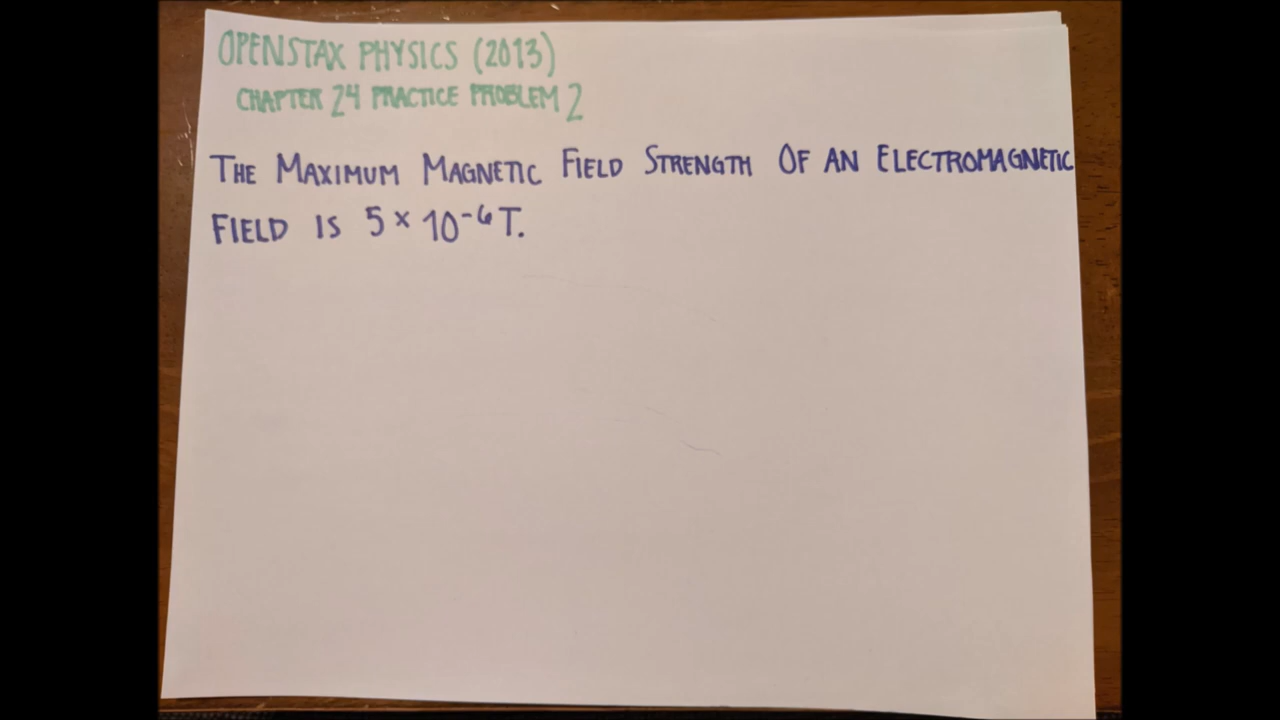 OPENSTAX PHYSICS (2013)
CHAPTER 24 PRACTICE PROBLEM 2
THE MAXIMUM MAGNETIC FIELD STRENGTH OF AN ELECTROMAGNETIC
FIELD IS 5 × 10⁻⁶ T.